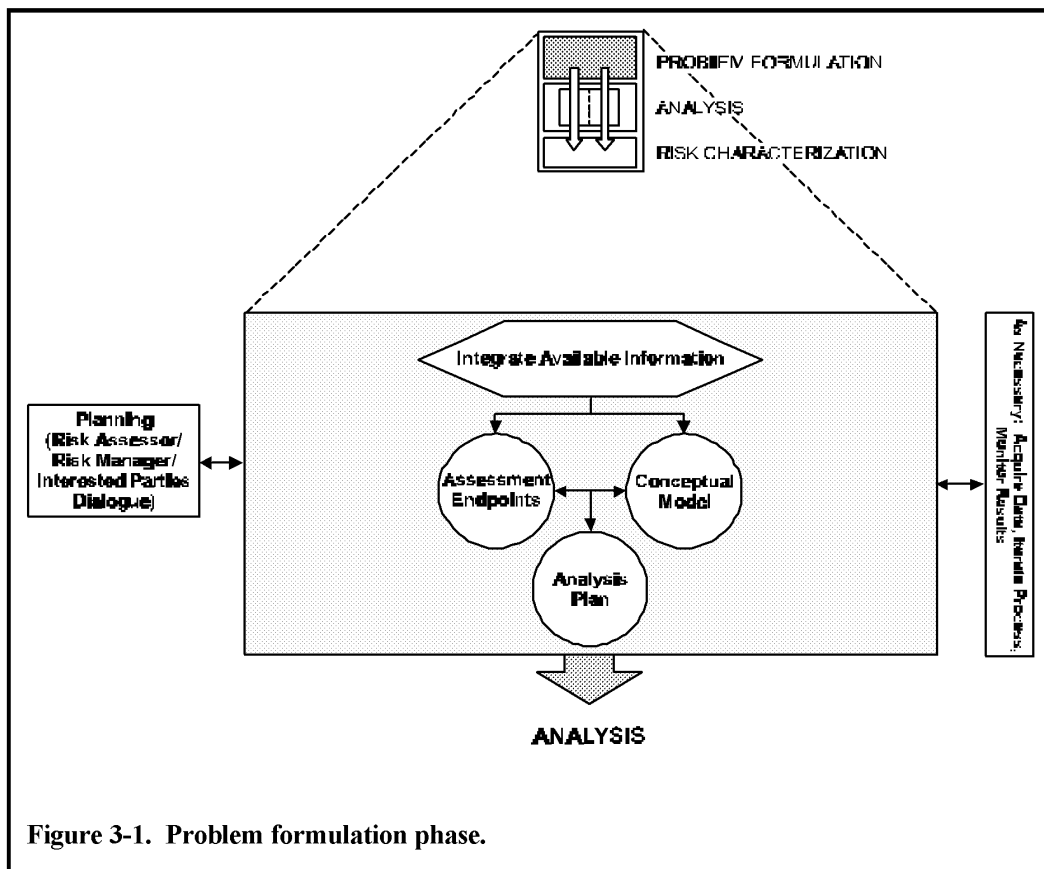 PROBLEM FORMULATION
ANALYSIS
RISK CHARACTERIZATION
Integrate Available Information
Planning
(Risk Assessor/
Risk Manager/
Interested Parties
Dialogue)
Assessment
Endpoints
Conceptual
Model
Analysis
Plan
As Necessary: Acquire Data, Iterate Process,
Monitor Results
ANALYSIS
Figure 3-1. Problem formulation phase.